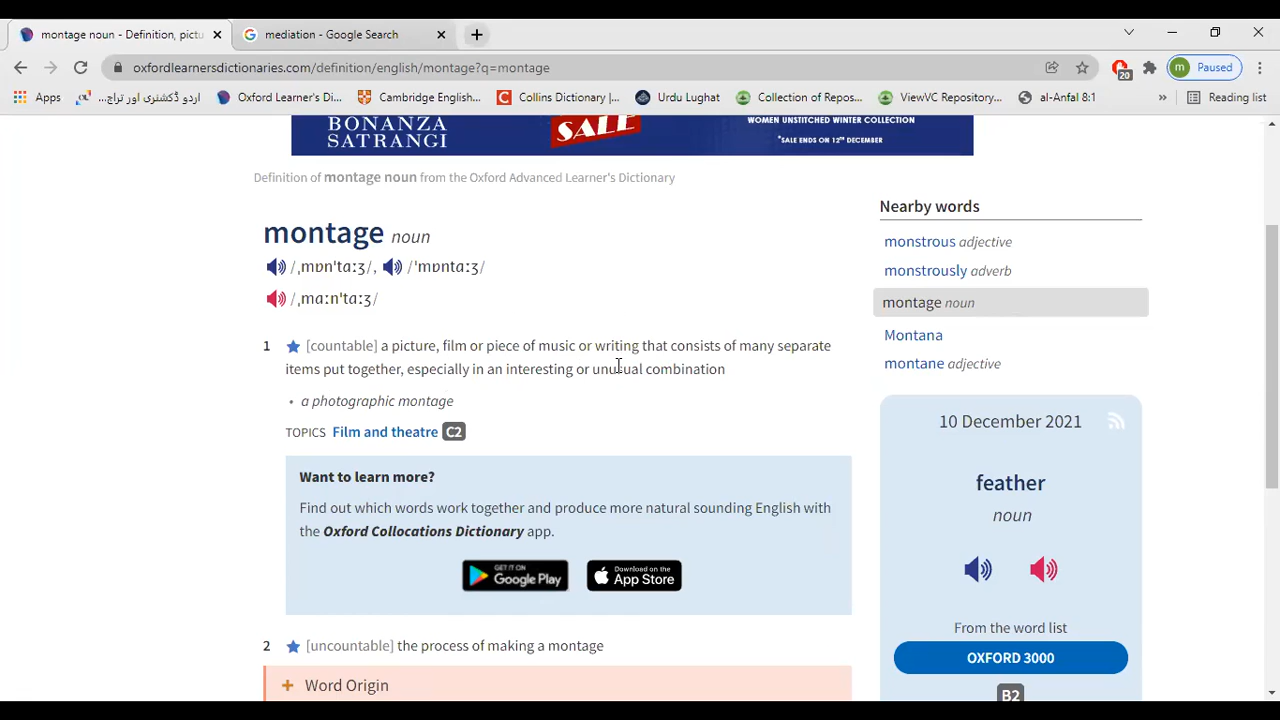 montage noun - Definition, pictu
mediation - Google Search
oxfordlearnersdictionaries.com/definition/english/montage?q=montage
20
m Paused
Apps
اردو ڈکشنری اور تراج...
Oxford Learner's Di...
Cambridge English...
Collins Dictionary |...
Urdu Lughat
Collection of Repos...
ViewVC Repository...
al-Anfal 8:1
»
Reading list
BONANZA
SATRANGI
SALE
WOMEN UNSTITCHED WINTER COLLECTION
*SALE ENDS ON 12TH DECEMBER
Definition of montage noun from the Oxford Advanced Learner's Dictionary
montage noun
/ˌmɒnˈtɑːʒ/, /ˈmɒntɑːʒ/
/ˌmɑːnˈtɑːʒ/
1 [countable] a picture, film or piece of music or writing that consists of many separate
items put together, especially in an interesting or unusual combination
• a photographic montage
TOPICS Film and theatre C2
Want to learn more?
Find out which words work together and produce more natural sounding English with
the Oxford Collocations Dictionary app.
GET IT ON
Google Play
Download on the
App Store
2 [uncountable] the process of making a montage
+ Word Origin
Nearby words
monstrous adjective
monstrously adverb
montage noun
Montana
montane adjective
10 December 2021
feather
noun
From the word list
OXFORD 3000
B2